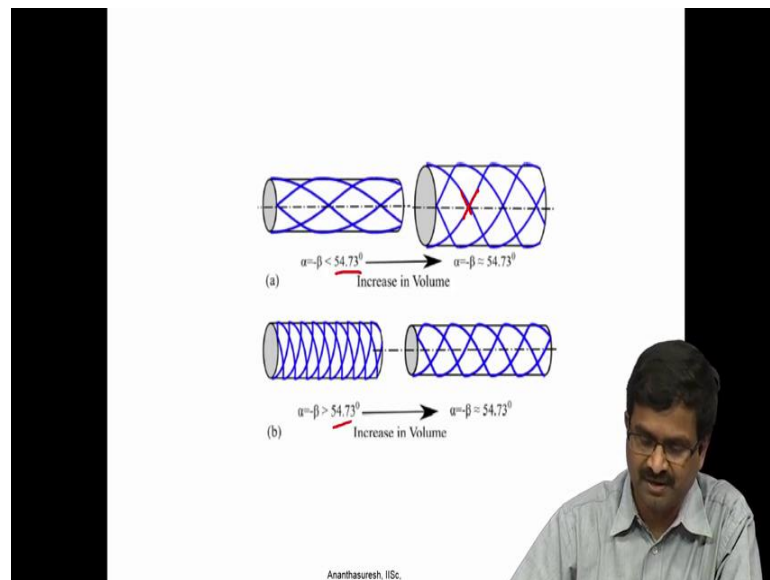 α=-β < 54.73⁰ α=-β ≈ 54.73⁰
(a) Increase in Volume
α=-β > 54.73⁰ α=-β ≈ 54.73⁰
(b) Increase in Volume
Ananthasuresh, IISc,